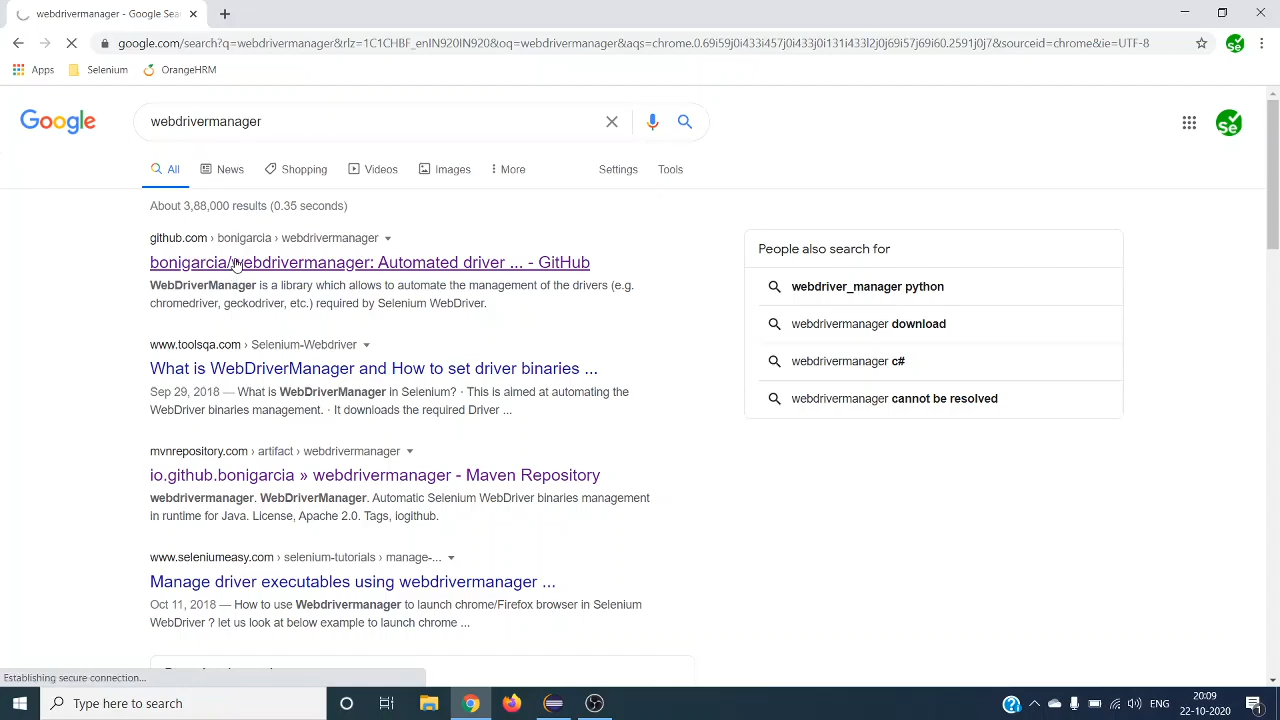 webdrivermanager - Google Sear
google.com/search?q=webdrivermanager&rlz=1C1CHBF_enIN920IN920&oq=webdrivermanager&aqs=chrome.0.69i59j0i433i457j0i433j0i131i433l2j0j69i57j69i60.2591j0j7&sourceid=chrome&ie=UTF-8
Apps Selenium OrangeHRM
Google
webdrivermanager
Se
All News Shopping Videos Images More Settings Tools
About 3,88,000 results (0.35 seconds)
github.com › bonigarcia › webdrivermanager
bonigarcia/webdrivermanager: Automated driver ... - GitHub
WebDriverManager is a library which allows to automate the management of the drivers (e.g.
chromedriver, geckodriver, etc.) required by Selenium WebDriver.
www.toolsqa.com › Selenium-Webdriver
What is WebDriverManager and How to set driver binaries ...
Sep 29, 2018 — What is WebDriverManager in Selenium? · This is aimed at automating the
WebDriver binaries management. · It downloads the required Driver ...
mvnrepository.com › artifact › webdrivermanager
io.github.bonigarcia » webdrivermanager - Maven Repository
webdrivermanager. WebDriverManager. Automatic Selenium WebDriver binaries management
in runtime for Java. License, Apache 2.0. Tags, iogithub.
www.seleniumeasy.com › selenium-tutorials › manage-...
Manage driver executables using webdrivermanager ...
Oct 11, 2018 — How to use Webdrivermanager to launch chrome/Firefox browser in Selenium
WebDriver ? let us look at below example to launch chrome ...
People also search for
webdriver_manager python
webdrivermanager download
webdrivermanager c#
webdrivermanager cannot be resolved
Establishing secure connection...
Type here to search
ENG
20:09
22-10-2020